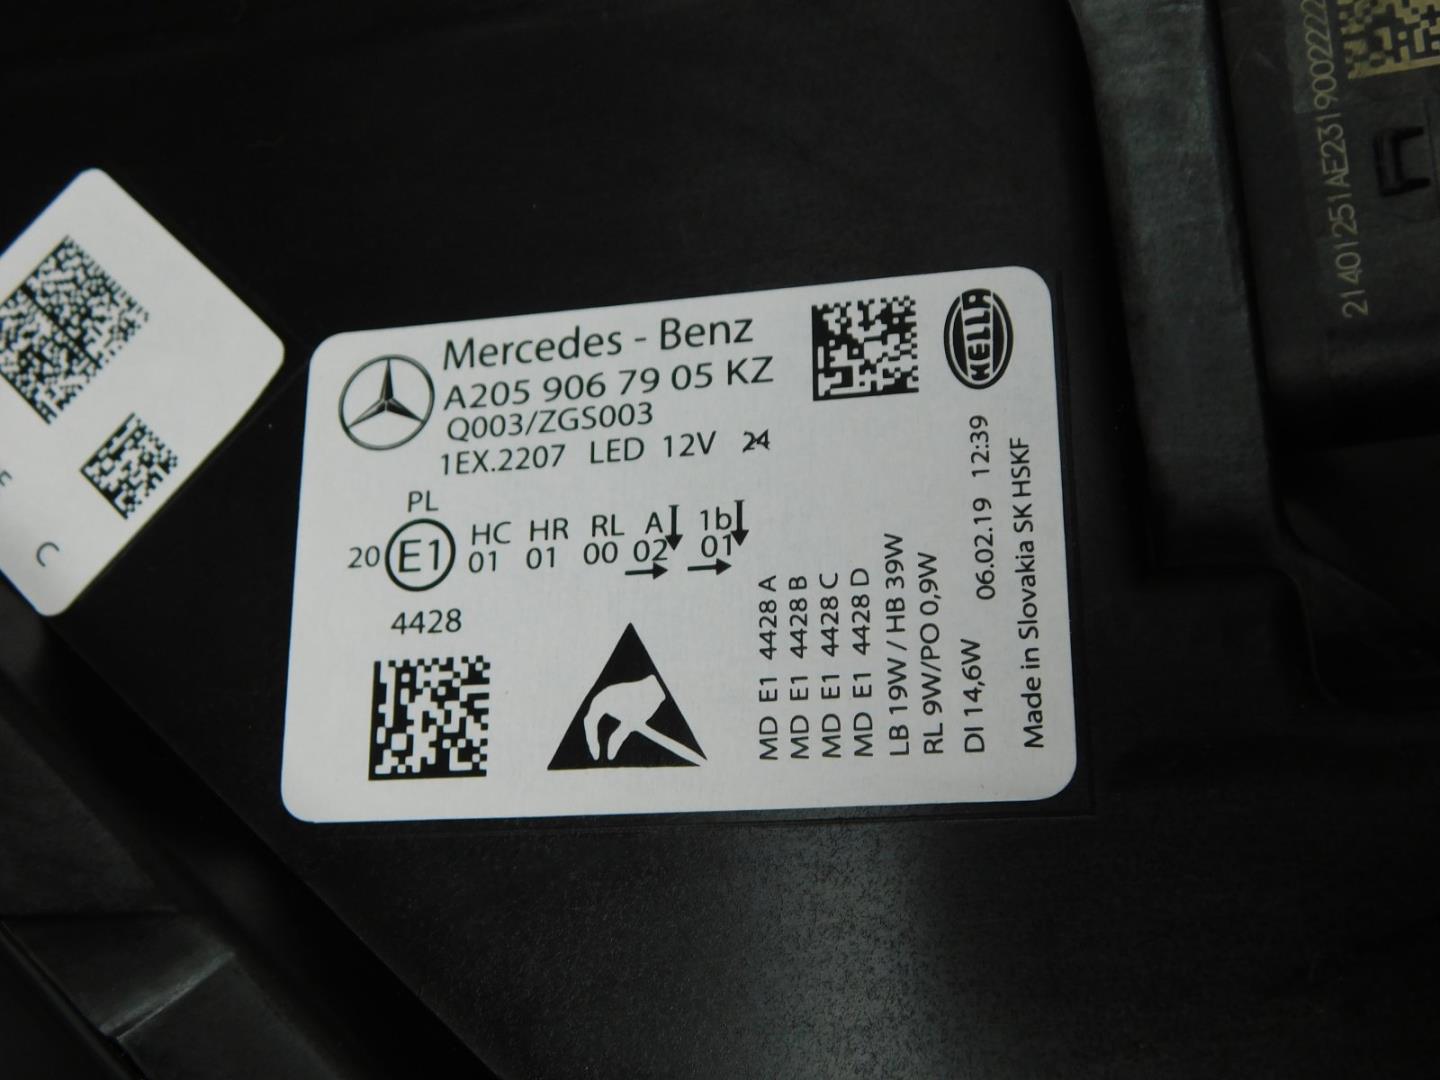 Mercedes - Benz
A205 906 79 05 KZ
Q003/ZGS003
1EX.2207 LED 12V
HELLA
PL
20 E1 HC HR RL A 1b
01 01 00 02 01
4428
MD E1 4428 A
MD E1 4428 B
MD E1 4428 C
MD E1 4428 D
LB 19W / HB 39W
RL 9W/PO 0,9W
DI 14,6W
06.02.19 12:39
Made in Slovakia SK HSKF
C